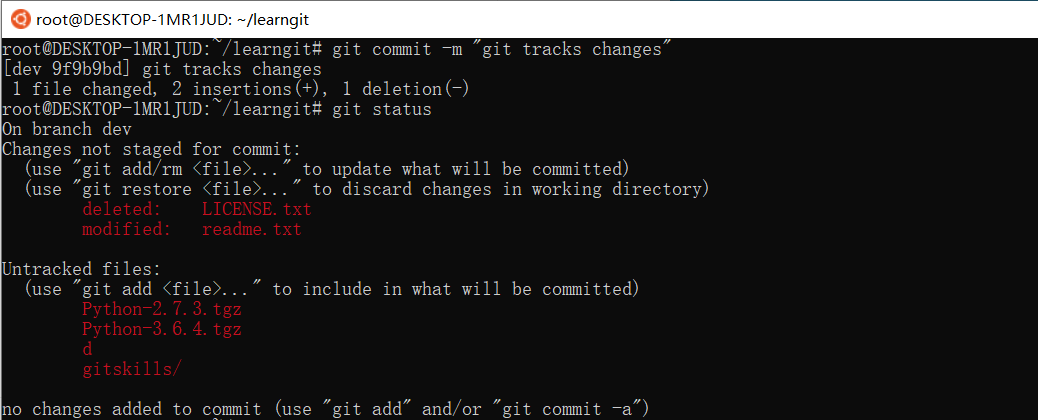 root@DESKTOP-1MR1JUD: ~/learngit
root@DESKTOP-1MR1JUD:~/learngit# git commit -m "git tracks changes"
[dev 9f9b9bd] git tracks changes
 1 file changed, 2 insertions(+), 1 deletion(-)
root@DESKTOP-1MR1JUD:~/learngit# git status
On branch dev
Changes not staged for commit:
  (use "git add/rm <file>..." to update what will be committed)
  (use "git restore <file>..." to discard changes in working directory)
        deleted:    LICENSE.txt
        modified:   readme.txt

Untracked files:
  (use "git add <file>..." to include in what will be committed)
        Python-2.7.3.tgz
        Python-3.6.4.tgz
        d
        gitskills/

no changes added to commit (use "git add" and/or "git commit -a")